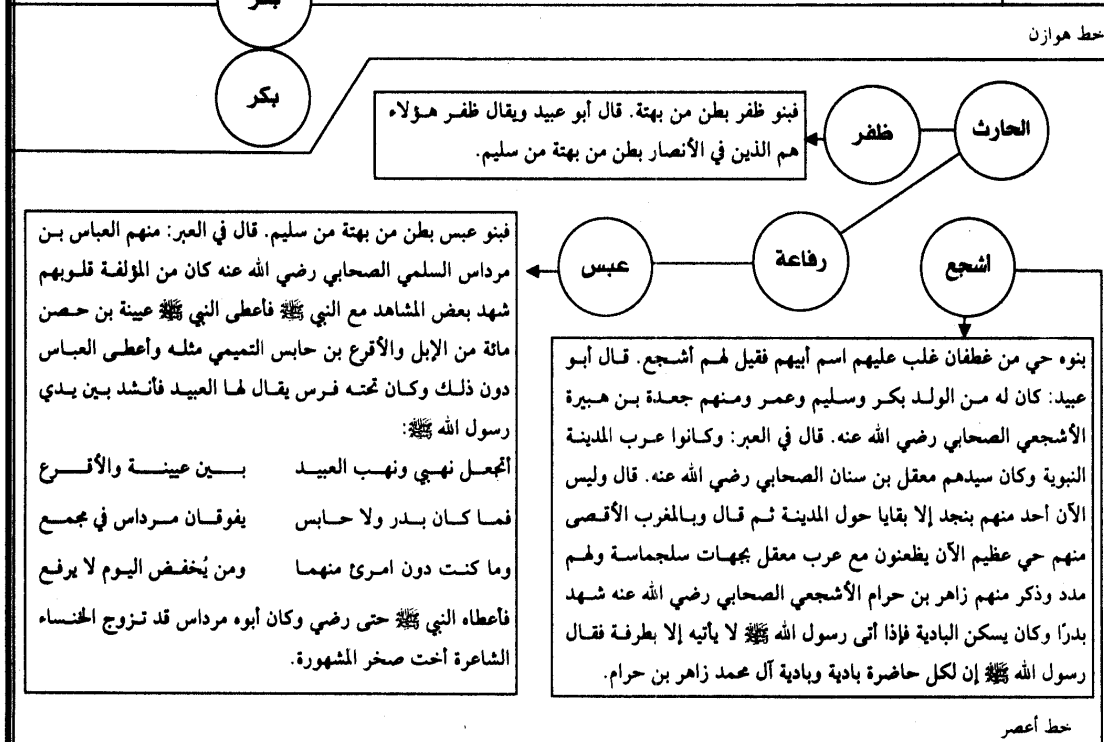 خط هوازن
بكر
الحارث
ظفر
فبنو ظفر بطن من بهتة. قال أبو عبيد ويقال ظفر هؤلاء
هم الذين في الأنصار بطن من بهتة من سليم.
أشجع
رفاعة
عبس
بنوه حي من غطفان غلب عليهم اسم أبيهم فقيل لهم أشجع. قال أبو
عبيد: كان له من الولد بكر وسليم وعمر ومنهم جعدة بن هبيرة
الأشجعي الصحابي رضي الله عنه. قال في العبر: وكانوا عرب المدينة
النبوية وكان سيدهم معقل بن سنان الصحابي رضي الله عنه. قال وليس
الآن أحد منهم بنجد إلا بقايا حول المدينة ثم قال وبالمغرب الأقصى
منهم حي عظيم الآن يظعنون مع عرب معقل بجهات سلجماسة ولهم
مدد وذكر منهم زاهر بن حرام الأشجعي الصحابي رضي الله عنه شهد
بدرًا وكان يسكن البادية فإذا أتى رسول الله ﷺ لا يأتيه إلا بطرفة فقال
رسول الله ﷺ إن لكل حاضرة بادية وبادية آل محمد زاهر بن حرام.
فبنو عبس بطن من بهتة من سليم. قال في العبر: منهم العباس بن
مرداس السلمي الصحابي رضي الله عنه كان من المؤلفة قلوبهم
شهد بعض المشاهد مع النبي ﷺ فأعطى النبي ﷺ عيينة بن حصن
مائة من الإبل والأقرع بن حابس التميمي مثله وأعطى العباس
دون ذلك وكان تحته فرس يقال لها العبيد فأنشد بين يدي
رسول الله ﷺ:
أتجعل نهبي ونهب العبيد بين عيينة والأقرع
فما كان بدر ولا حابس يفوقان مرداس في مجمع
وما كنت دون امرئ منهما ومن يُخفض اليوم لا يرفع
فأعطاه النبي ﷺ حتى رضي وكان أبوه مرداس قد تزوج الخنساء
الشاعرة أخت صخر المشهورة.
خط أعصر